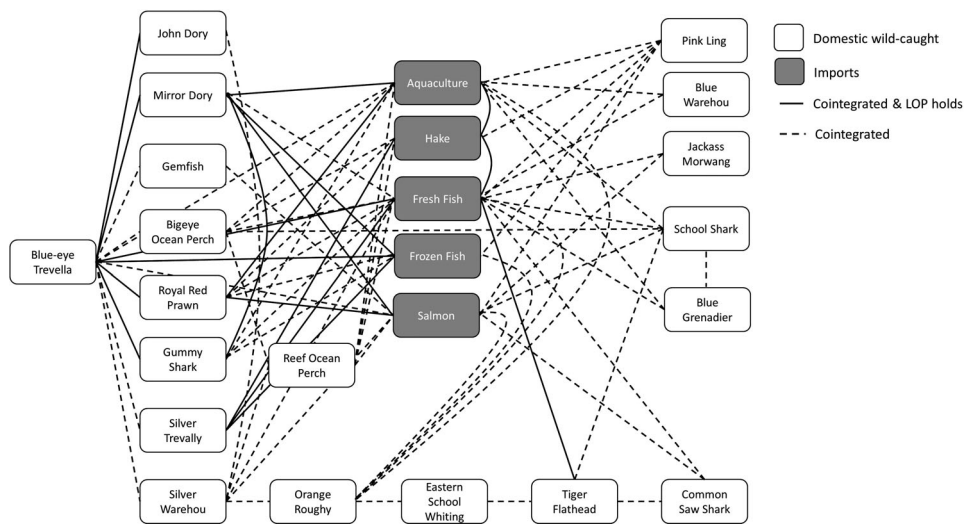 John Dory
Mirror Dory
Gemfish
Bigeye
Ocean Perch
Blue-eye
Trevella
Royal Red
Prawn
Gummy
Shark
Reef Ocean
Perch
Silver
Trevally
Silver
Warehou
Orange
Roughy
Eastern
School
Whiting
Tiger
Flathead
Common
Saw Shark
Aquaculture
Hake
Fresh Fish
Frozen Fish
Salmon
Pink Ling
Blue
Warehou
Jackass
Morwang
School Shark
Blue
Grenadier
Domestic wild-caught
Imports
Cointegrated & LOP holds
Cointegrated